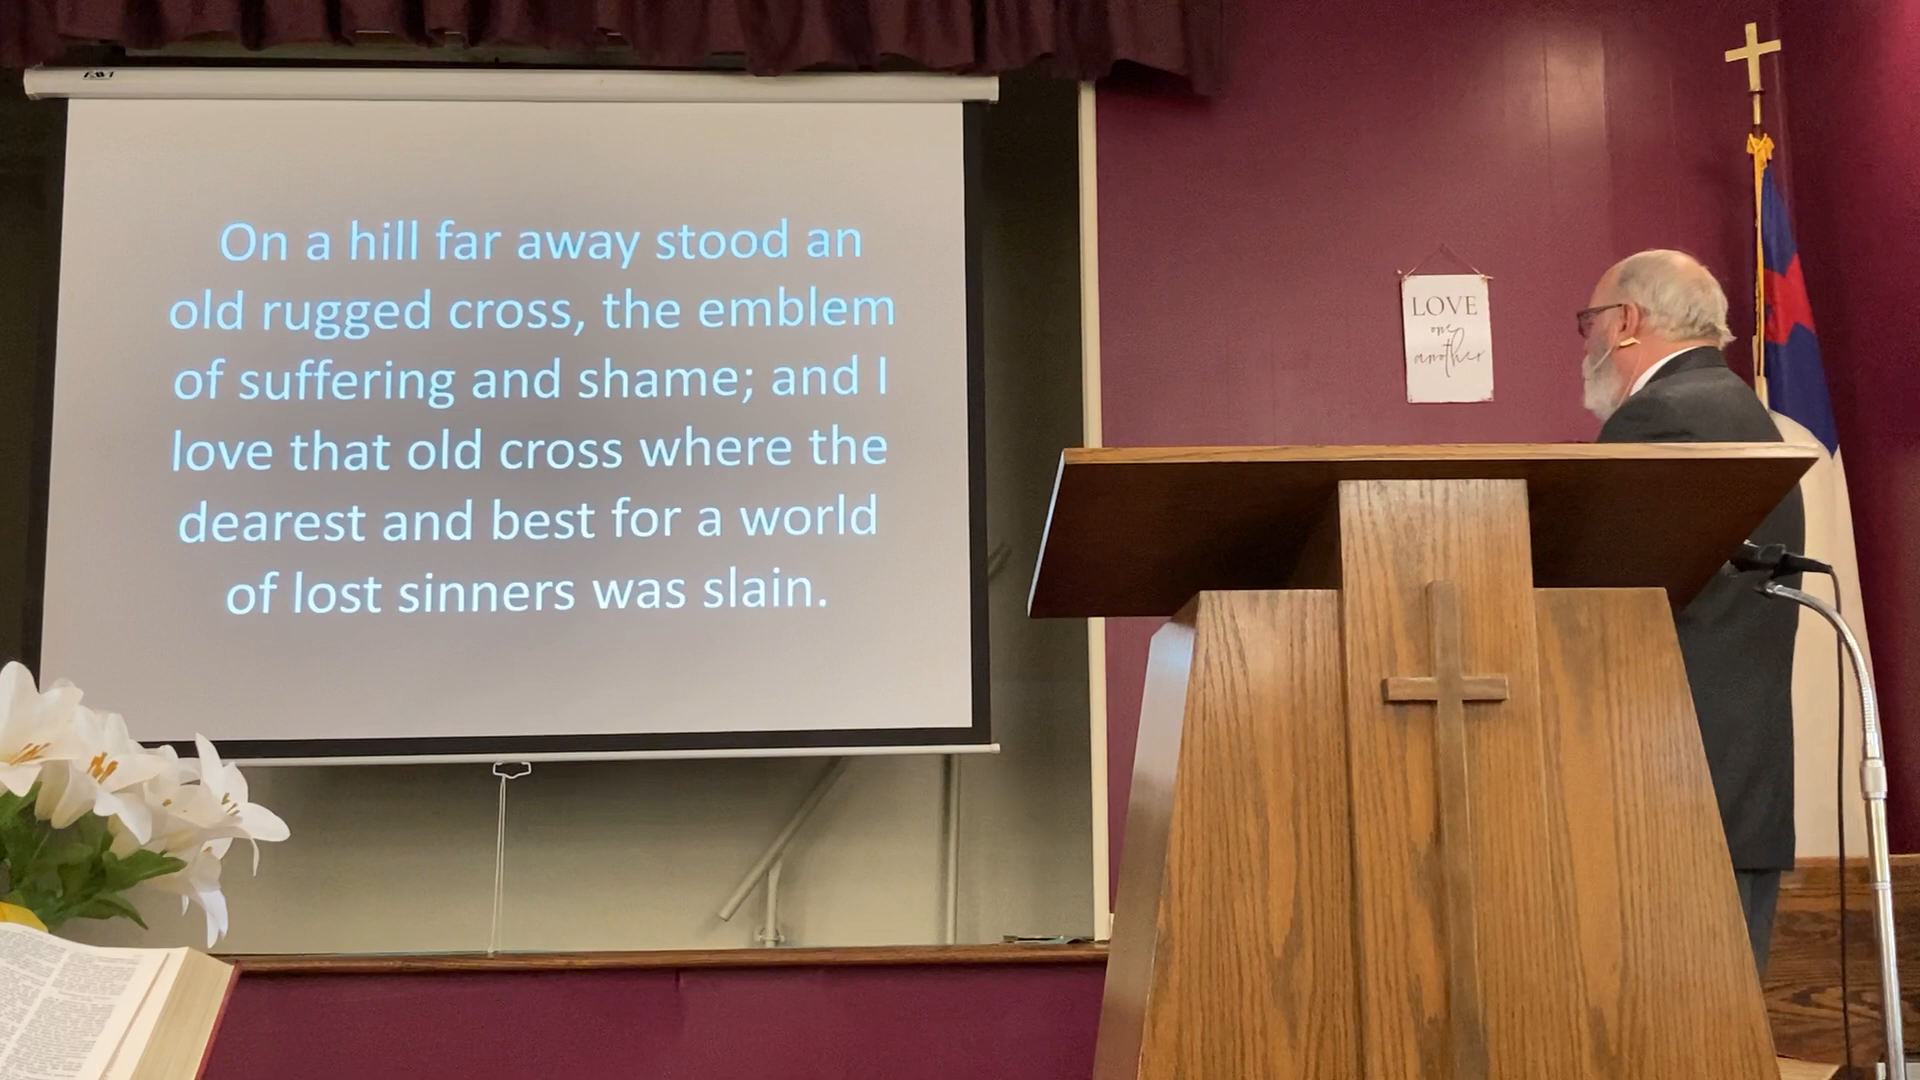 On a hill far away stood an
old rugged cross, the emblem
of suffering and shame; and I
love that old cross where the
dearest and best for a world
of lost sinners was slain.
LOVE
one
another